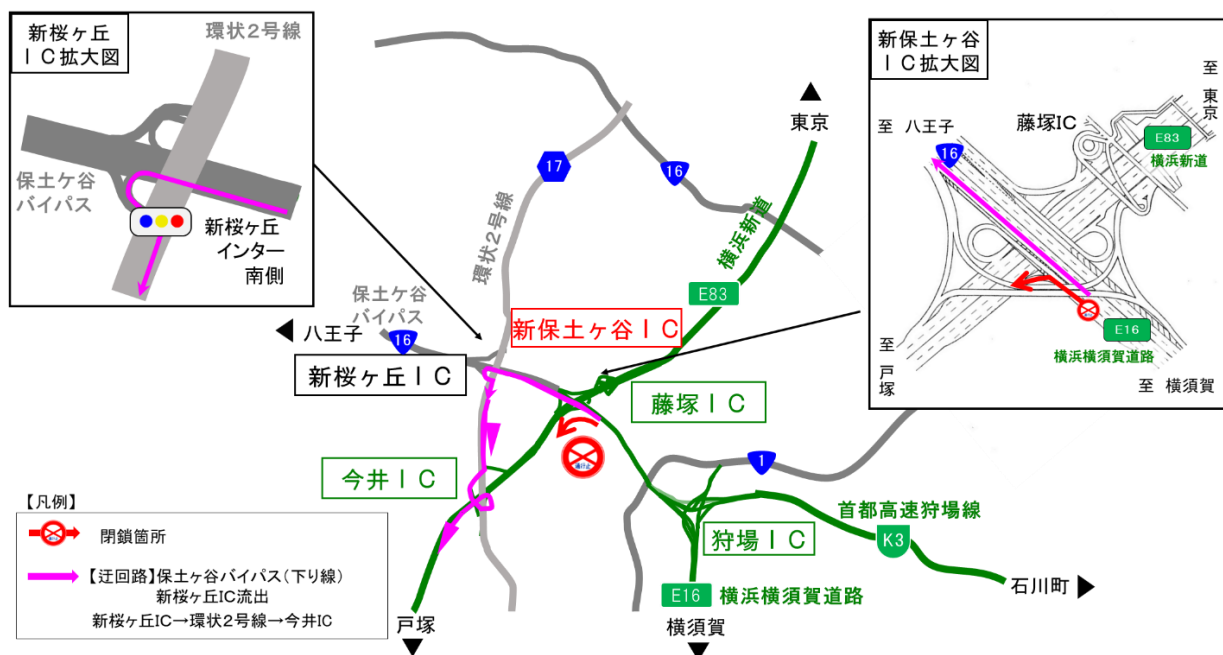 新桜ヶ丘
ＩＣ拡大図
環状２号線
保土ケ谷
バイパス
新桜ヶ丘
インター
南側
東京
17
16
環状２号線
横浜新道
E83
保土ケ谷
バイパス
八王子
16
新保土ヶ谷ＩＣ
新桜ヶ丘ＩＣ
藤塚ＩＣ
今井ＩＣ
1
首都高速狩場線
K3
狩場ＩＣ
石川町
E16
横浜横須賀道路
戸塚
横須賀
新保土ヶ谷
ＩＣ拡大図
至 東京
藤塚IC
E83
横浜新道
至 八王子
16
E16
横浜横須賀道路
至 戸塚
至 横須賀
【凡例】
閉鎖箇所
【迂回路】保土ヶ谷バイパス（下り線）
新桜ヶ丘IC流出
新桜ヶ丘IC→環状２号線→今井IC